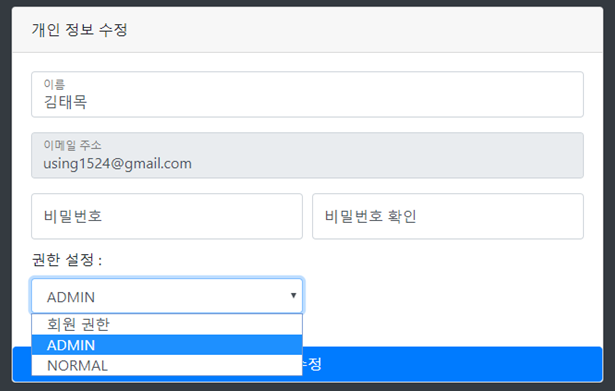 개인 정보 수정
이름
김태목
이메일 주소
using1524@gmail.com
비밀번호
비밀번호 확인
권한 설정 :
ADMIN
회원 권한
ADMIN
NORMAL
수정